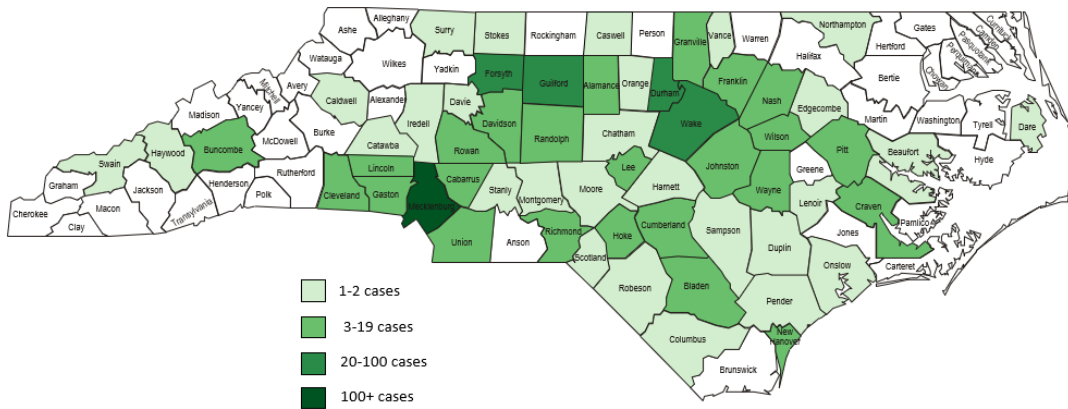 Alleghany
Ashe
Surry
Stokes
Rockingham
Caswell
Person
Granville
Vance
Warren
Northampton
Gates
Currituck
Camden
Pasquotank
Perquimans
Chowan
Hertford
Halifax
Bertie
Watauga
Wilkes
Yadkin
Forsyth
Guilford
Alamance
Orange
Durham
Franklin
Nash
Edgecombe
Martin
Washington
Tyrrell
Dare
Mitchell
Avery
Caldwell
Alexander
Davie
Iredell
Davidson
Randolph
Chatham
Wake
Wilson
Pitt
Beaufort
Hyde
Madison
Yancey
McDowell
Burke
Catawba
Rowan
Johnston
Greene
Swain
Haywood
Buncombe
Rutherford
Lincoln
Cabarrus
Stanly
Montgomery
Moore
Lee
Harnett
Wayne
Lenoir
Craven
Pamlico
Graham
Jackson
Henderson
Polk
Cleveland
Gaston
Mecklenburg
Cherokee
Macon
Clay
Transylvania
Union
Anson
Richmond
Scotland
Hoke
Cumberland
Sampson
Duplin
Jones
Onslow
Carteret
Robeson
Bladen
Pender
Columbus
New
Hanover
Brunswick
1-2 cases
3-19 cases
20-100 cases
100+ cases